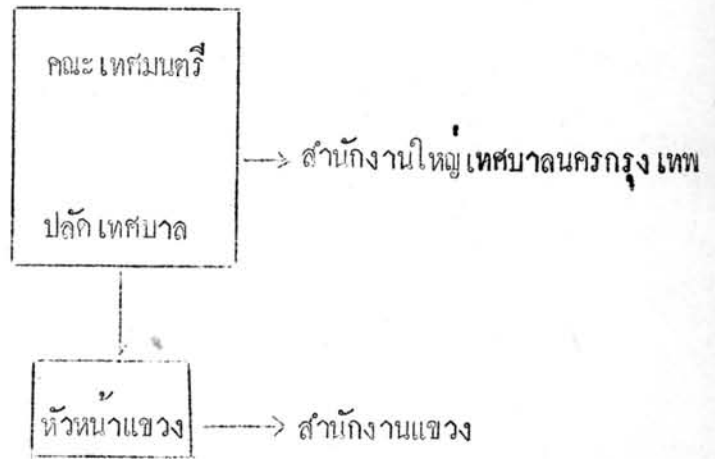 คณะเทศมนตรี
สำนักงานใหญ่เทศบาลนครกรุงเทพ
ปลัดเทศบาล
หัวหน้าแขวง
สำนักงานแขวง